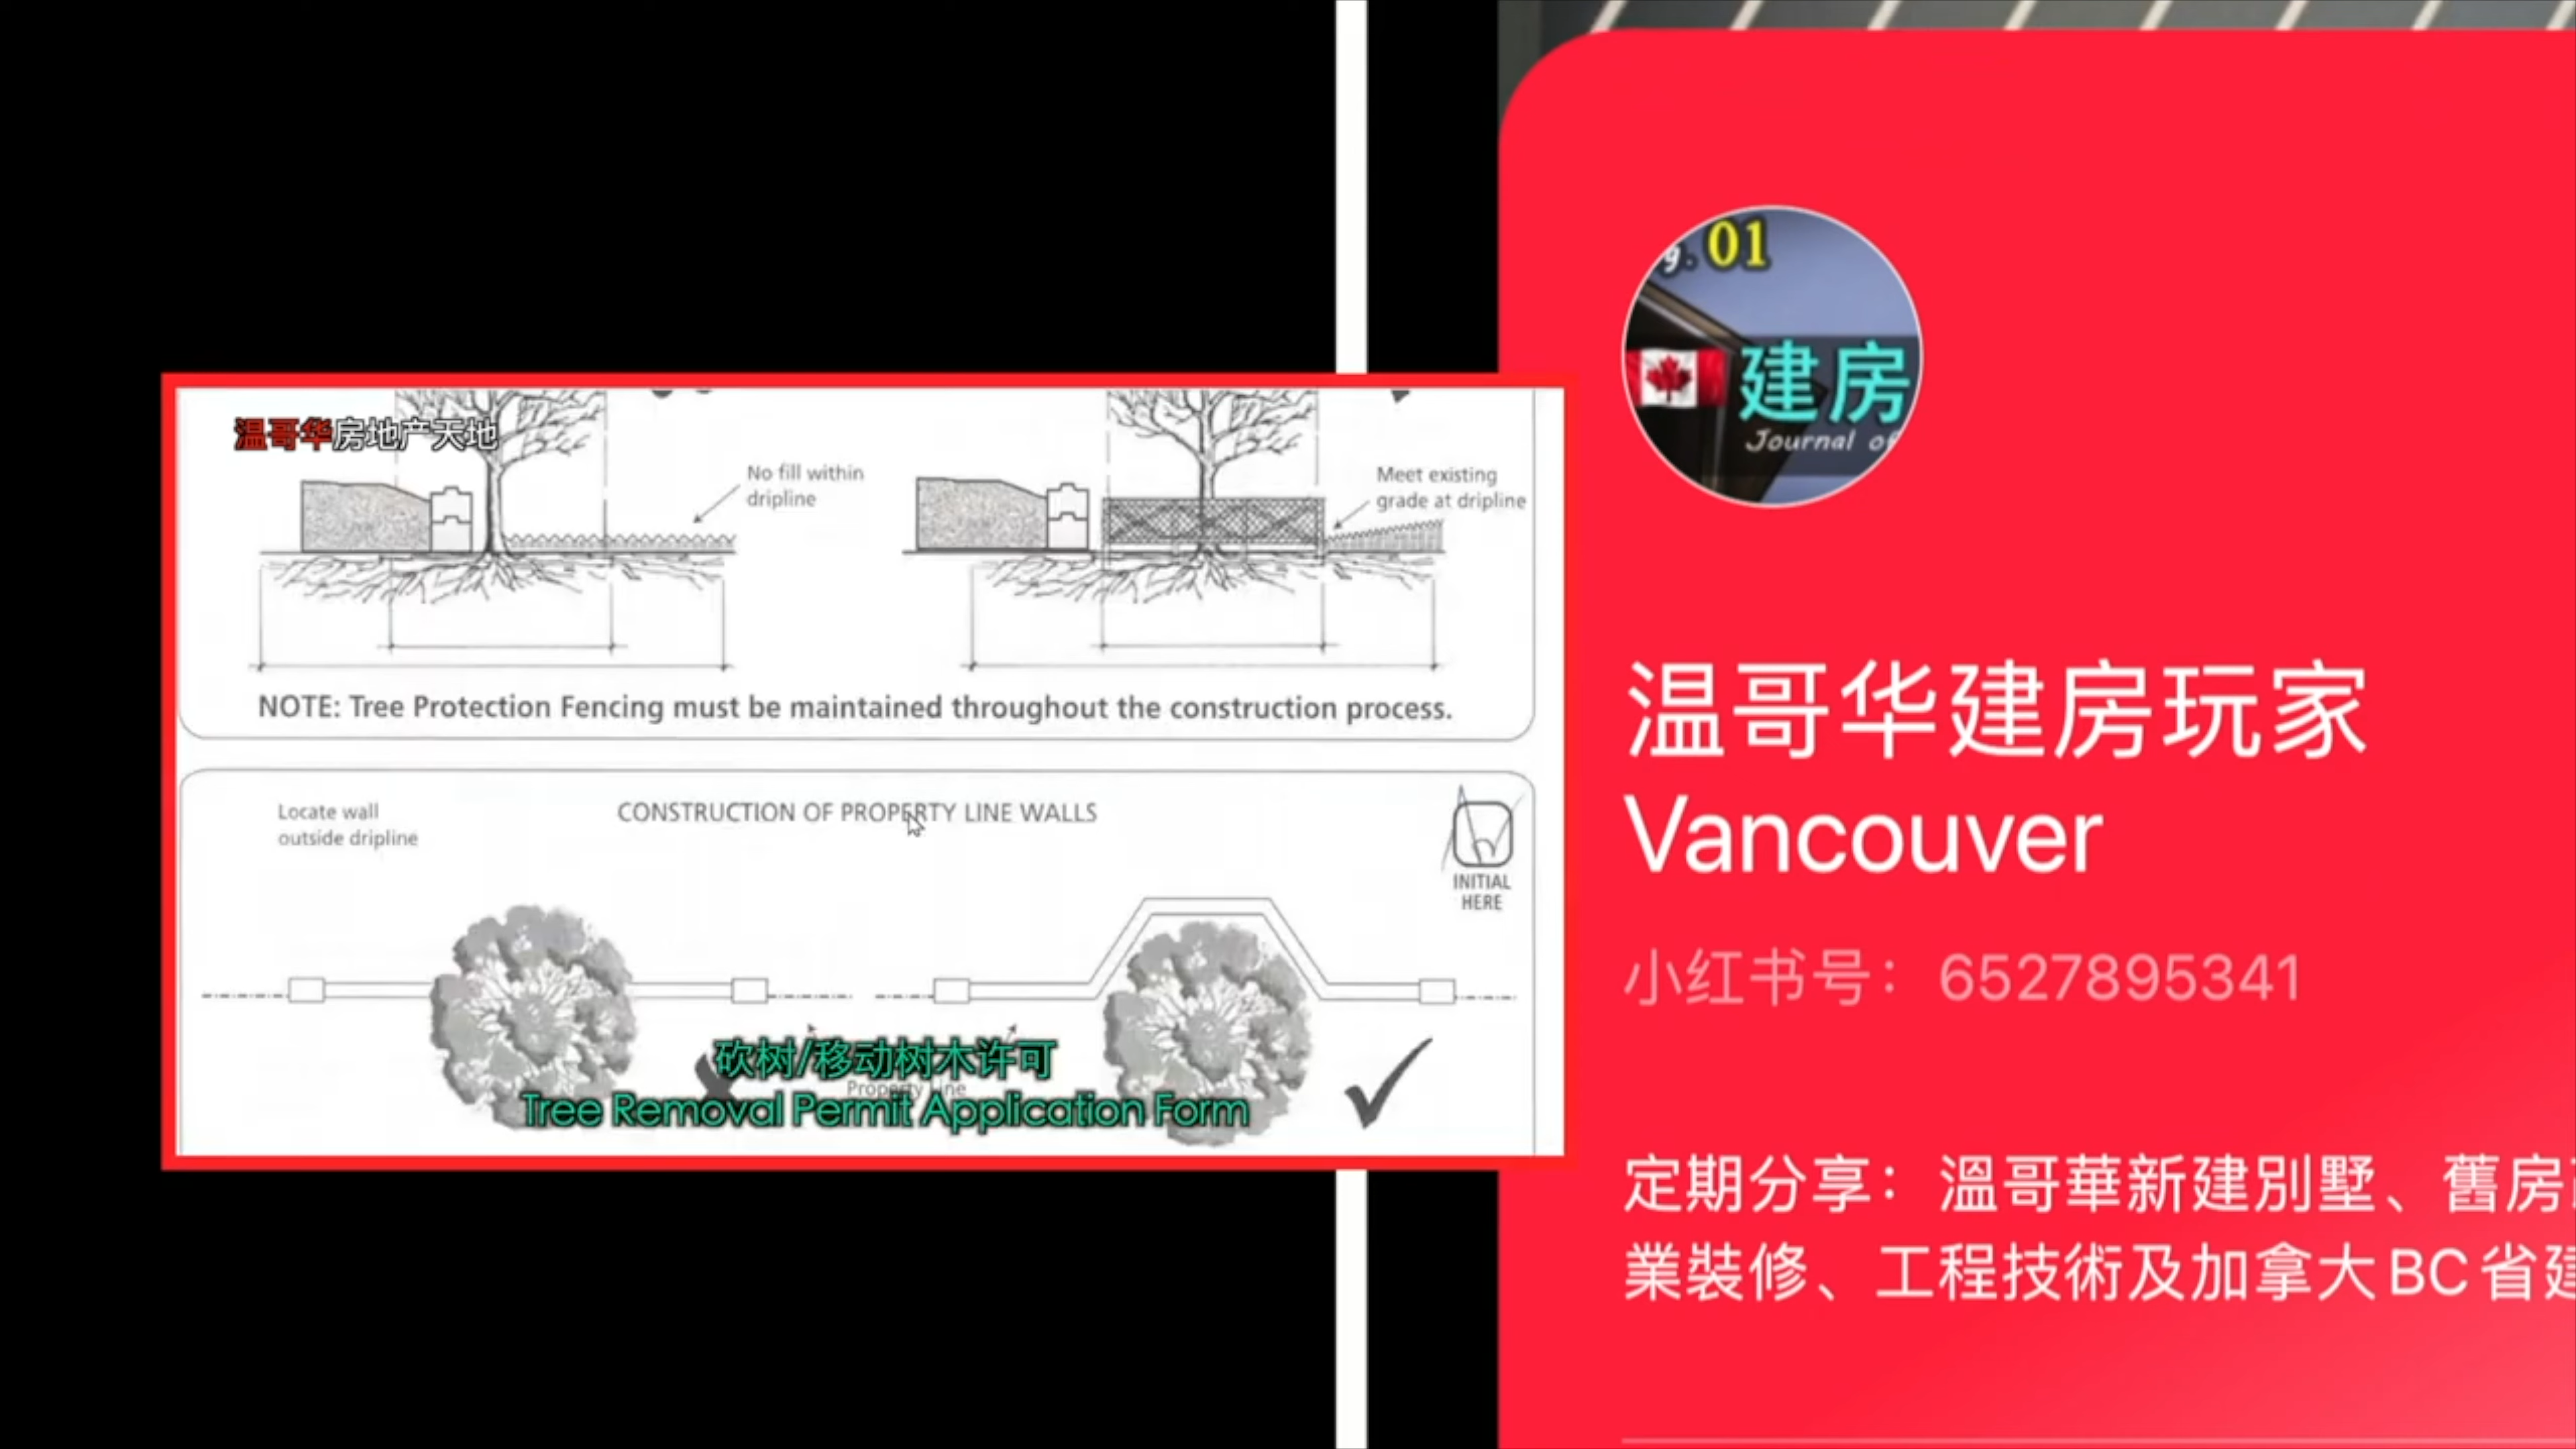 温哥华房地产天地
No fill within
dripline
Meet existing
grade at dripline
NOTE: Tree Protection Fencing must be maintained throughout the construction process.
Locate wall
outside dripline
CONSTRUCTION OF PROPERTY LINE WALLS
INITIAL
HERE
Property Line
砍树/移动树木许可
Tree Removal Permit Application Form
01
建房
Journal of
温哥华建房玩家
Vancouver
小红书号：6527895341
定期分享：溫哥華新建別墅、舊房
業裝修、工程技術及加拿大BC省建